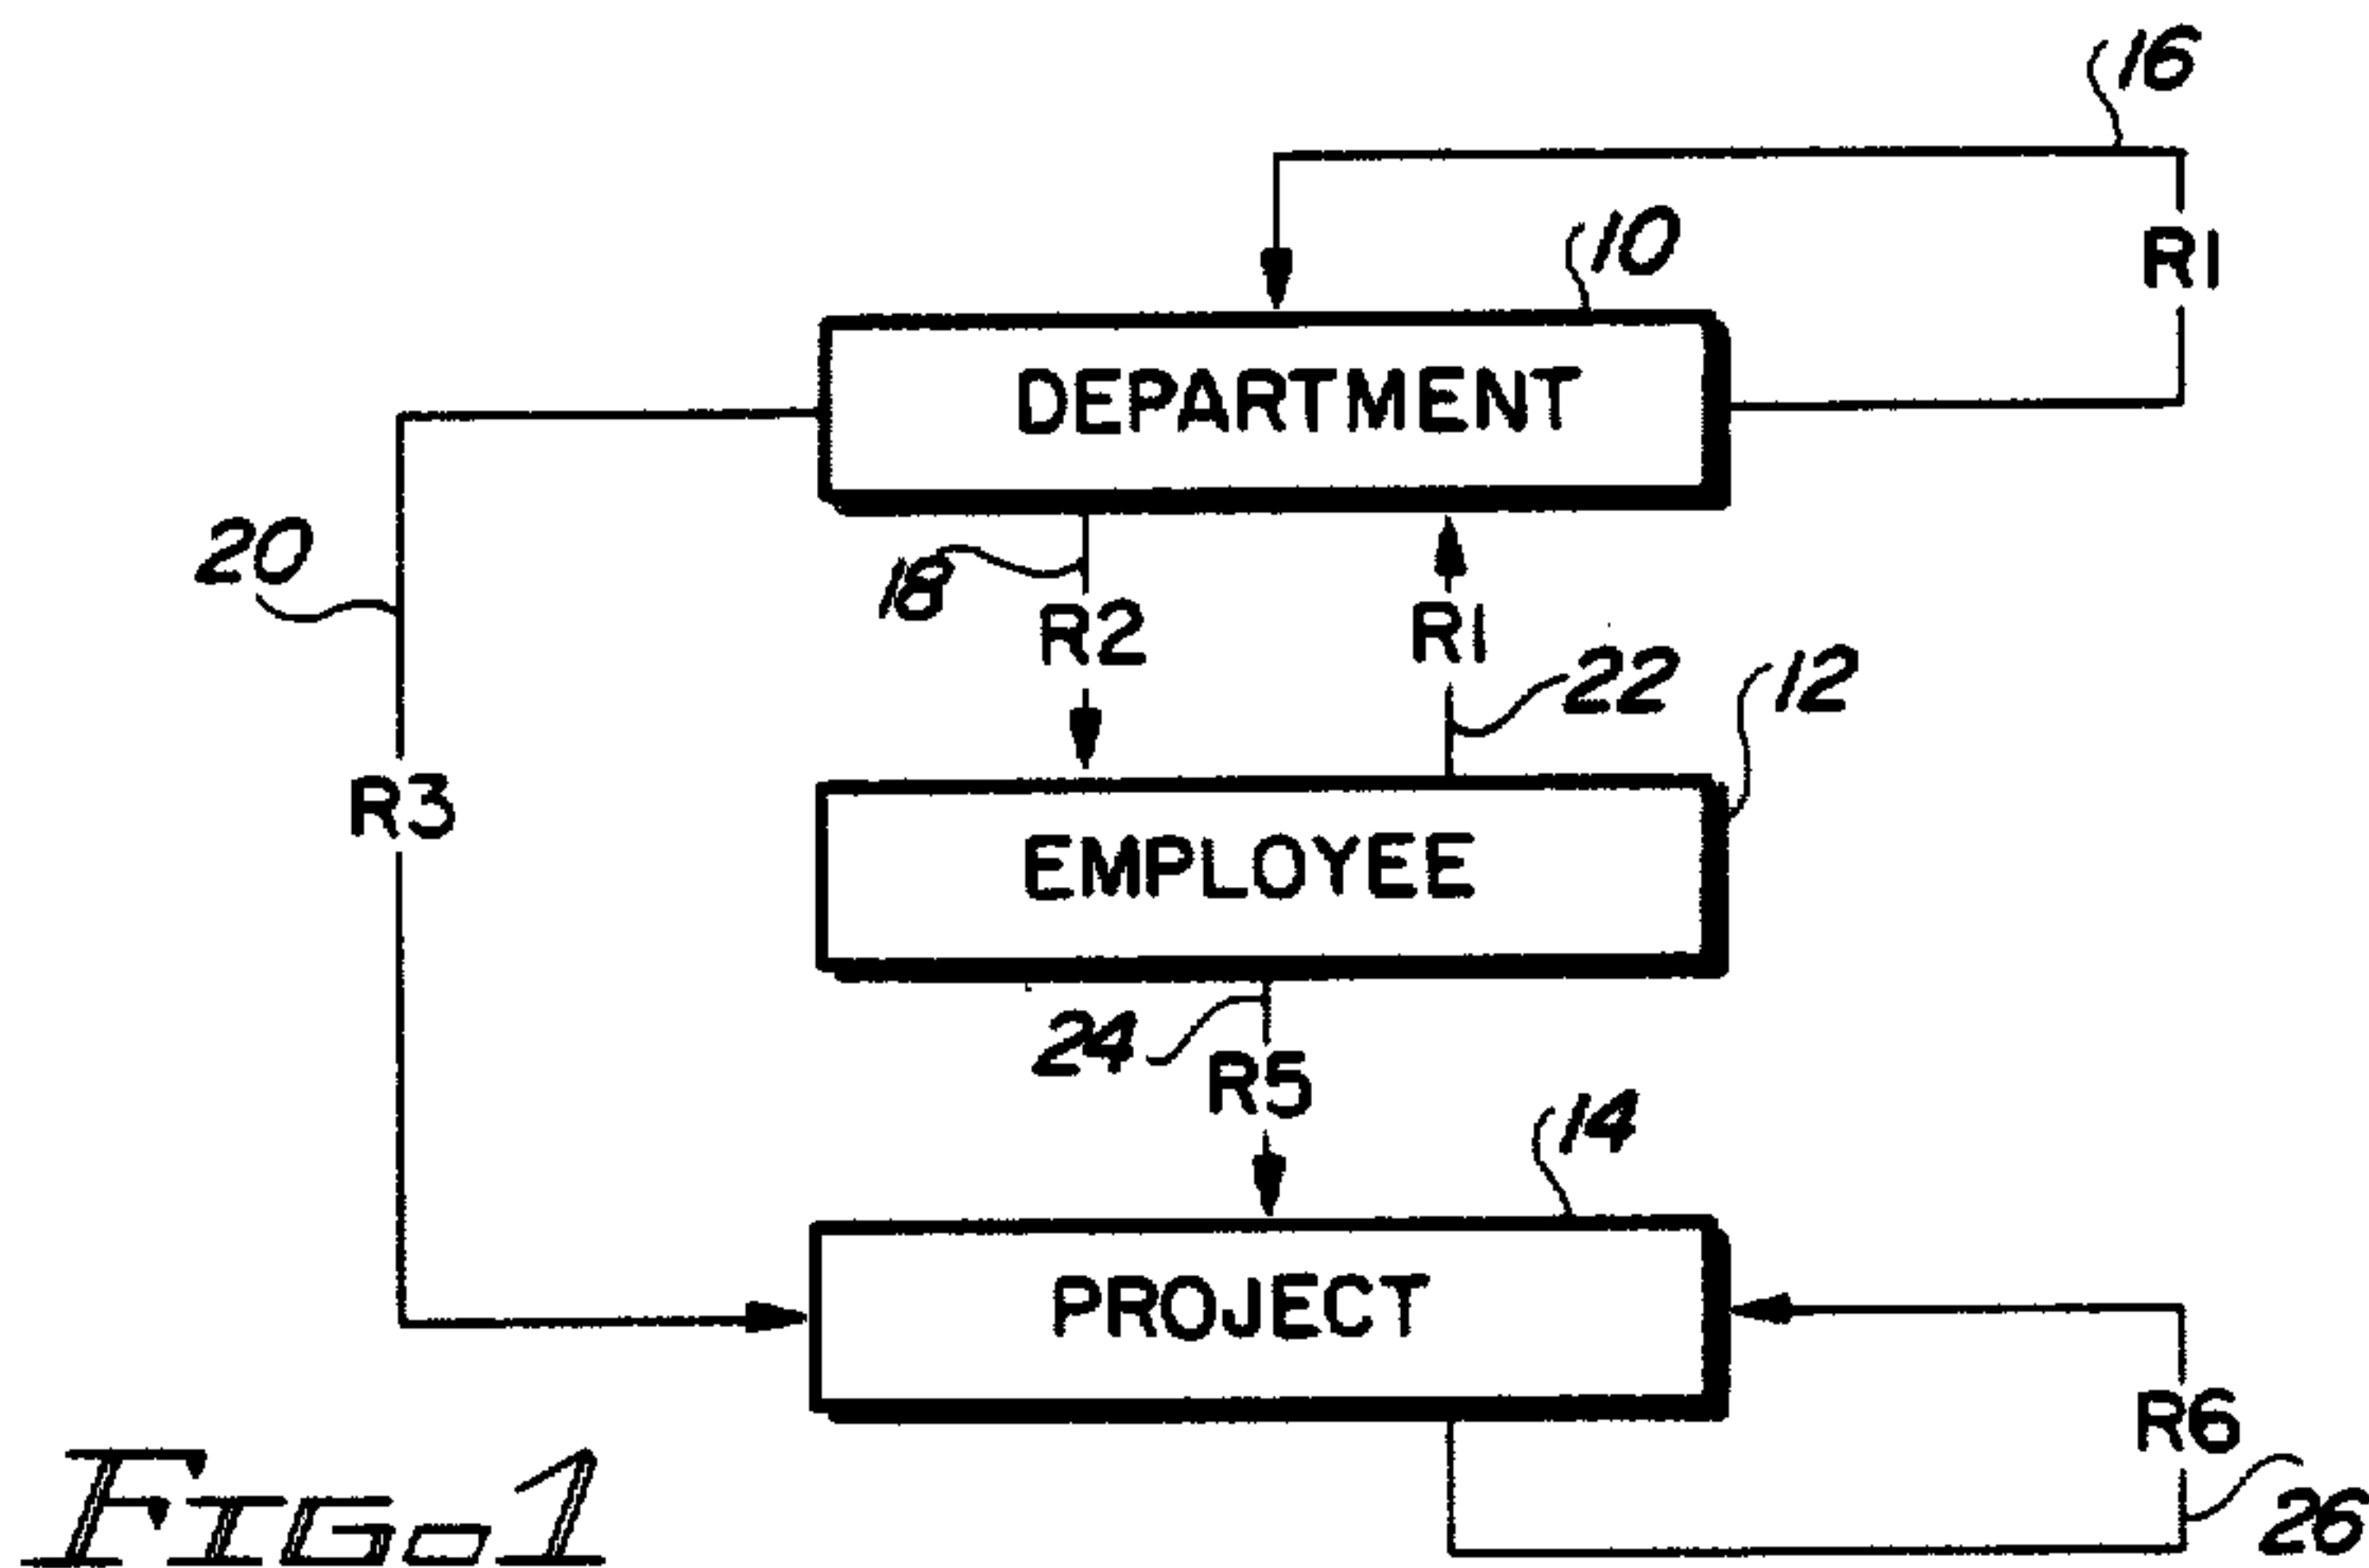 16
10
R1
DEPARTMENT
20
18
R2
R1
22
12
R3
EMPLOYEE
24
R5
14
PROJECT
R6
26
FIG. 1